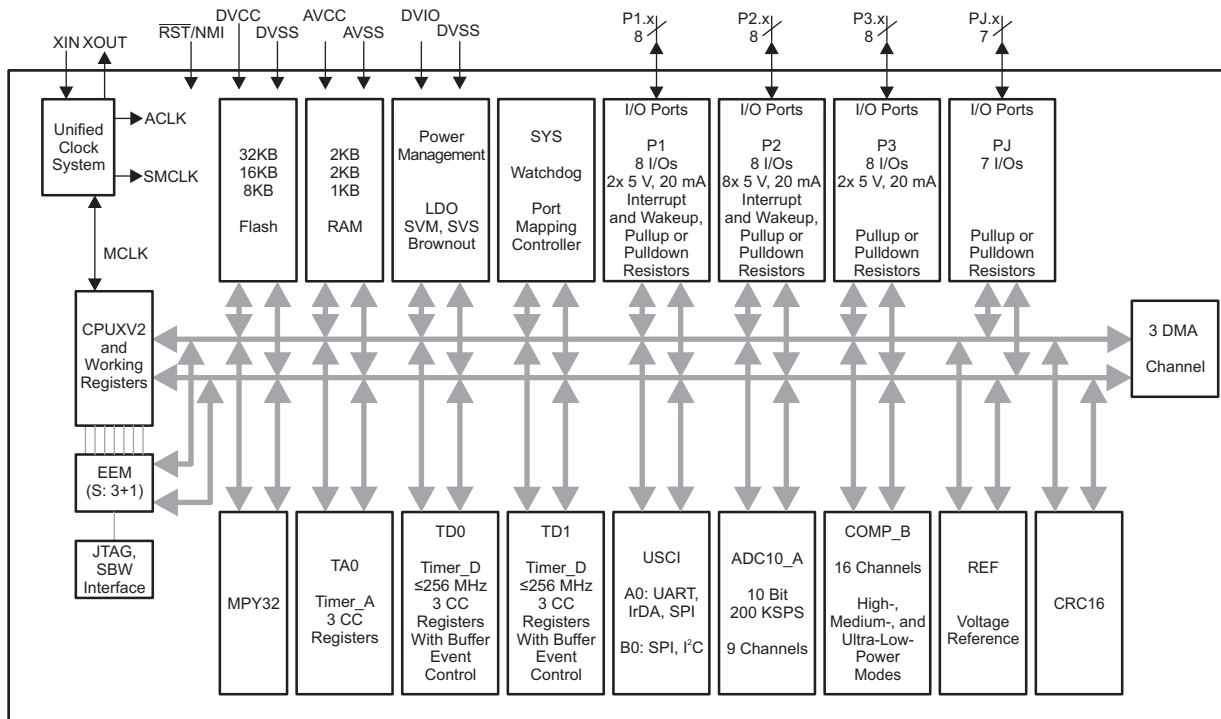 DVCC
AVCC
DVIO
P1.x
P2.x
P3.x
PJ.x
XIN
XOUT
RST/NMI
DVSS
AVSS
DVSS
8
8
8
7
Unified
Clock
System
ACLK
SMCLK
MCLK
32KB
16KB
8KB
Flash
2KB
2KB
1KB
RAM
Power
Management
LDO
SVM, SVS
Brownout
SYS
Watchdog
Port
Mapping
Controller
I/O Ports
P1
8 I/Os
2x 5 V, 20 mA
Interrupt
and Wakeup,
Pullup or
Pulldown
Resistors
I/O Ports
P2
8 I/Os
8x 5 V, 20 mA
Interrupt
and Wakeup,
Pullup or
Pulldown
Resistors
I/O Ports
P3
8 I/Os
2x 5 V, 20 mA
Pullup or
Pulldown
Resistors
I/O Ports
PJ
7 I/Os
Pullup or
Pulldown
Resistors
CPUXV2
and
Working
Registers
3 DMA
Channel
EEM
(S: 3+1)
JTAG,
SBW
Interface
MPY32
TA0
Timer_A
3 CC
Registers
TD0
Timer_D
≤256 MHz
3 CC
Registers
With Buffer
Event
Control
TD1
Timer_D
≤256 MHz
3 CC
Registers
With Buffer
Event
Control
USCI
A0: UART,
IrDA, SPI
B0: SPI, I²C
ADC10_A
10 Bit
200 KSPS
9 Channels
COMP_B
16 Channels
High-,
Medium-, and
Ultra-Low-
Power
Modes
REF
Voltage
Reference
CRC16